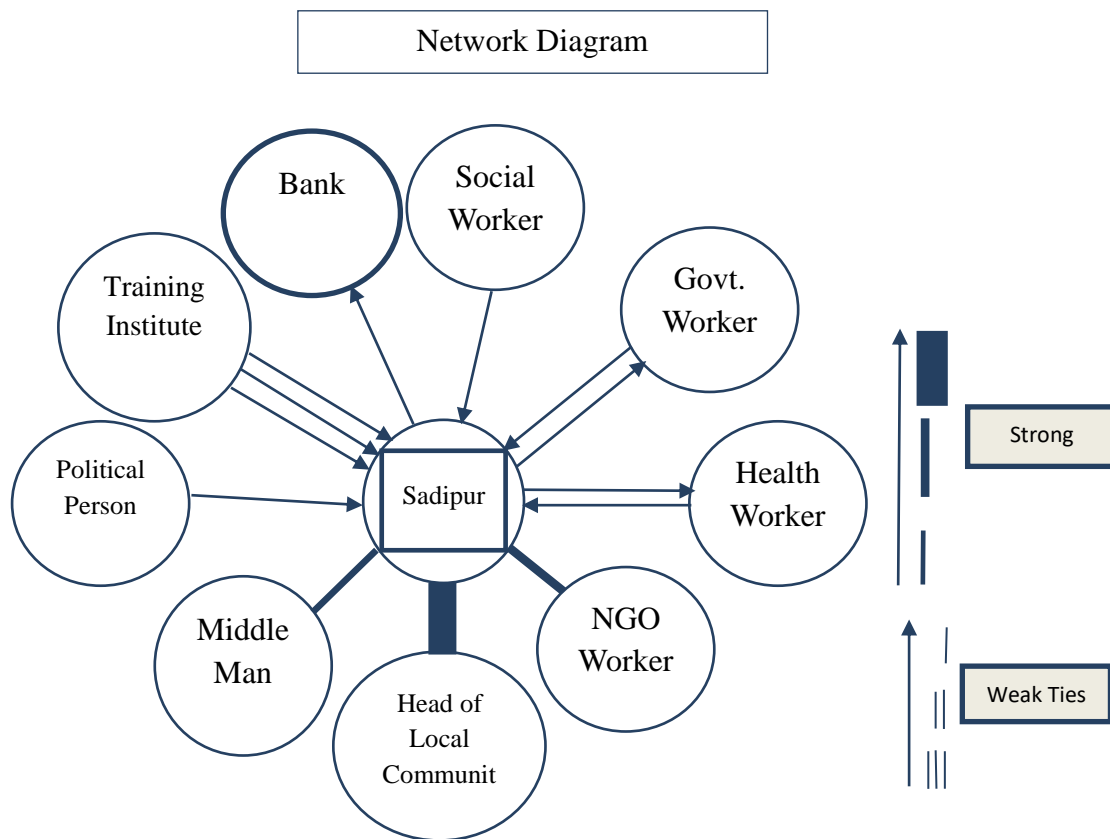 Network Diagram
Bank
Social
Worker
Training
Institute
Govt.
Worker
Political
Person
Sadipur
Health
Worker
Strong
Middle
Man
NGO
Worker
Head of
Local
Communit
Weak Ties